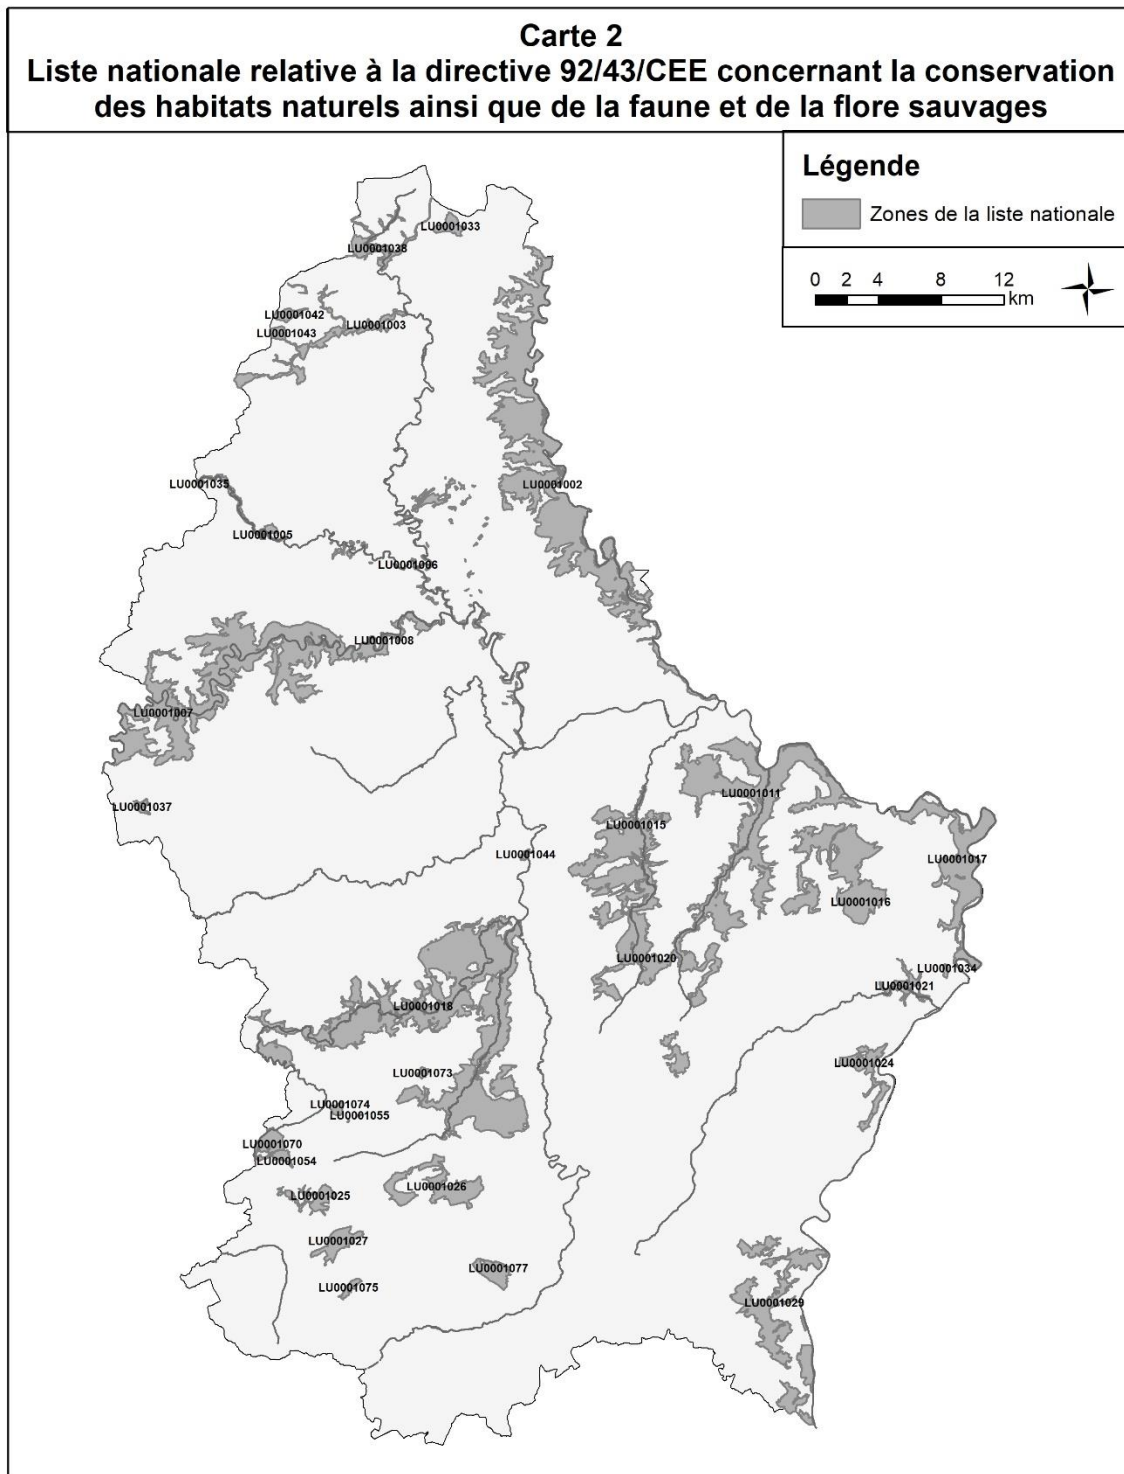 Carte 2
Liste nationale relative à la directive 92/43/CEE concernant la conservation
des habitats naturels ainsi que de la faune et de la flore sauvages
Légende
Zones de la liste nationale
0 2 4 8 12
km
LU0001033
LU0001038
LU0001042
LU0001003
LU0001043
LU0001035
LU0001002
LU0001005
LU0001006
LU0001008
LU0001007
LU0001011
LU0001037
LU0001015
LU0001044
LU0001017
LU0001016
LU0001020
LU0001034
LU0001021
LU0001018
LU0001024
LU0001073
LU0001074
LU0001055
LU0001070
LU0001054
LU0001026
LU0001025
LU0001027
LU0001077
LU0001075
LU0001029